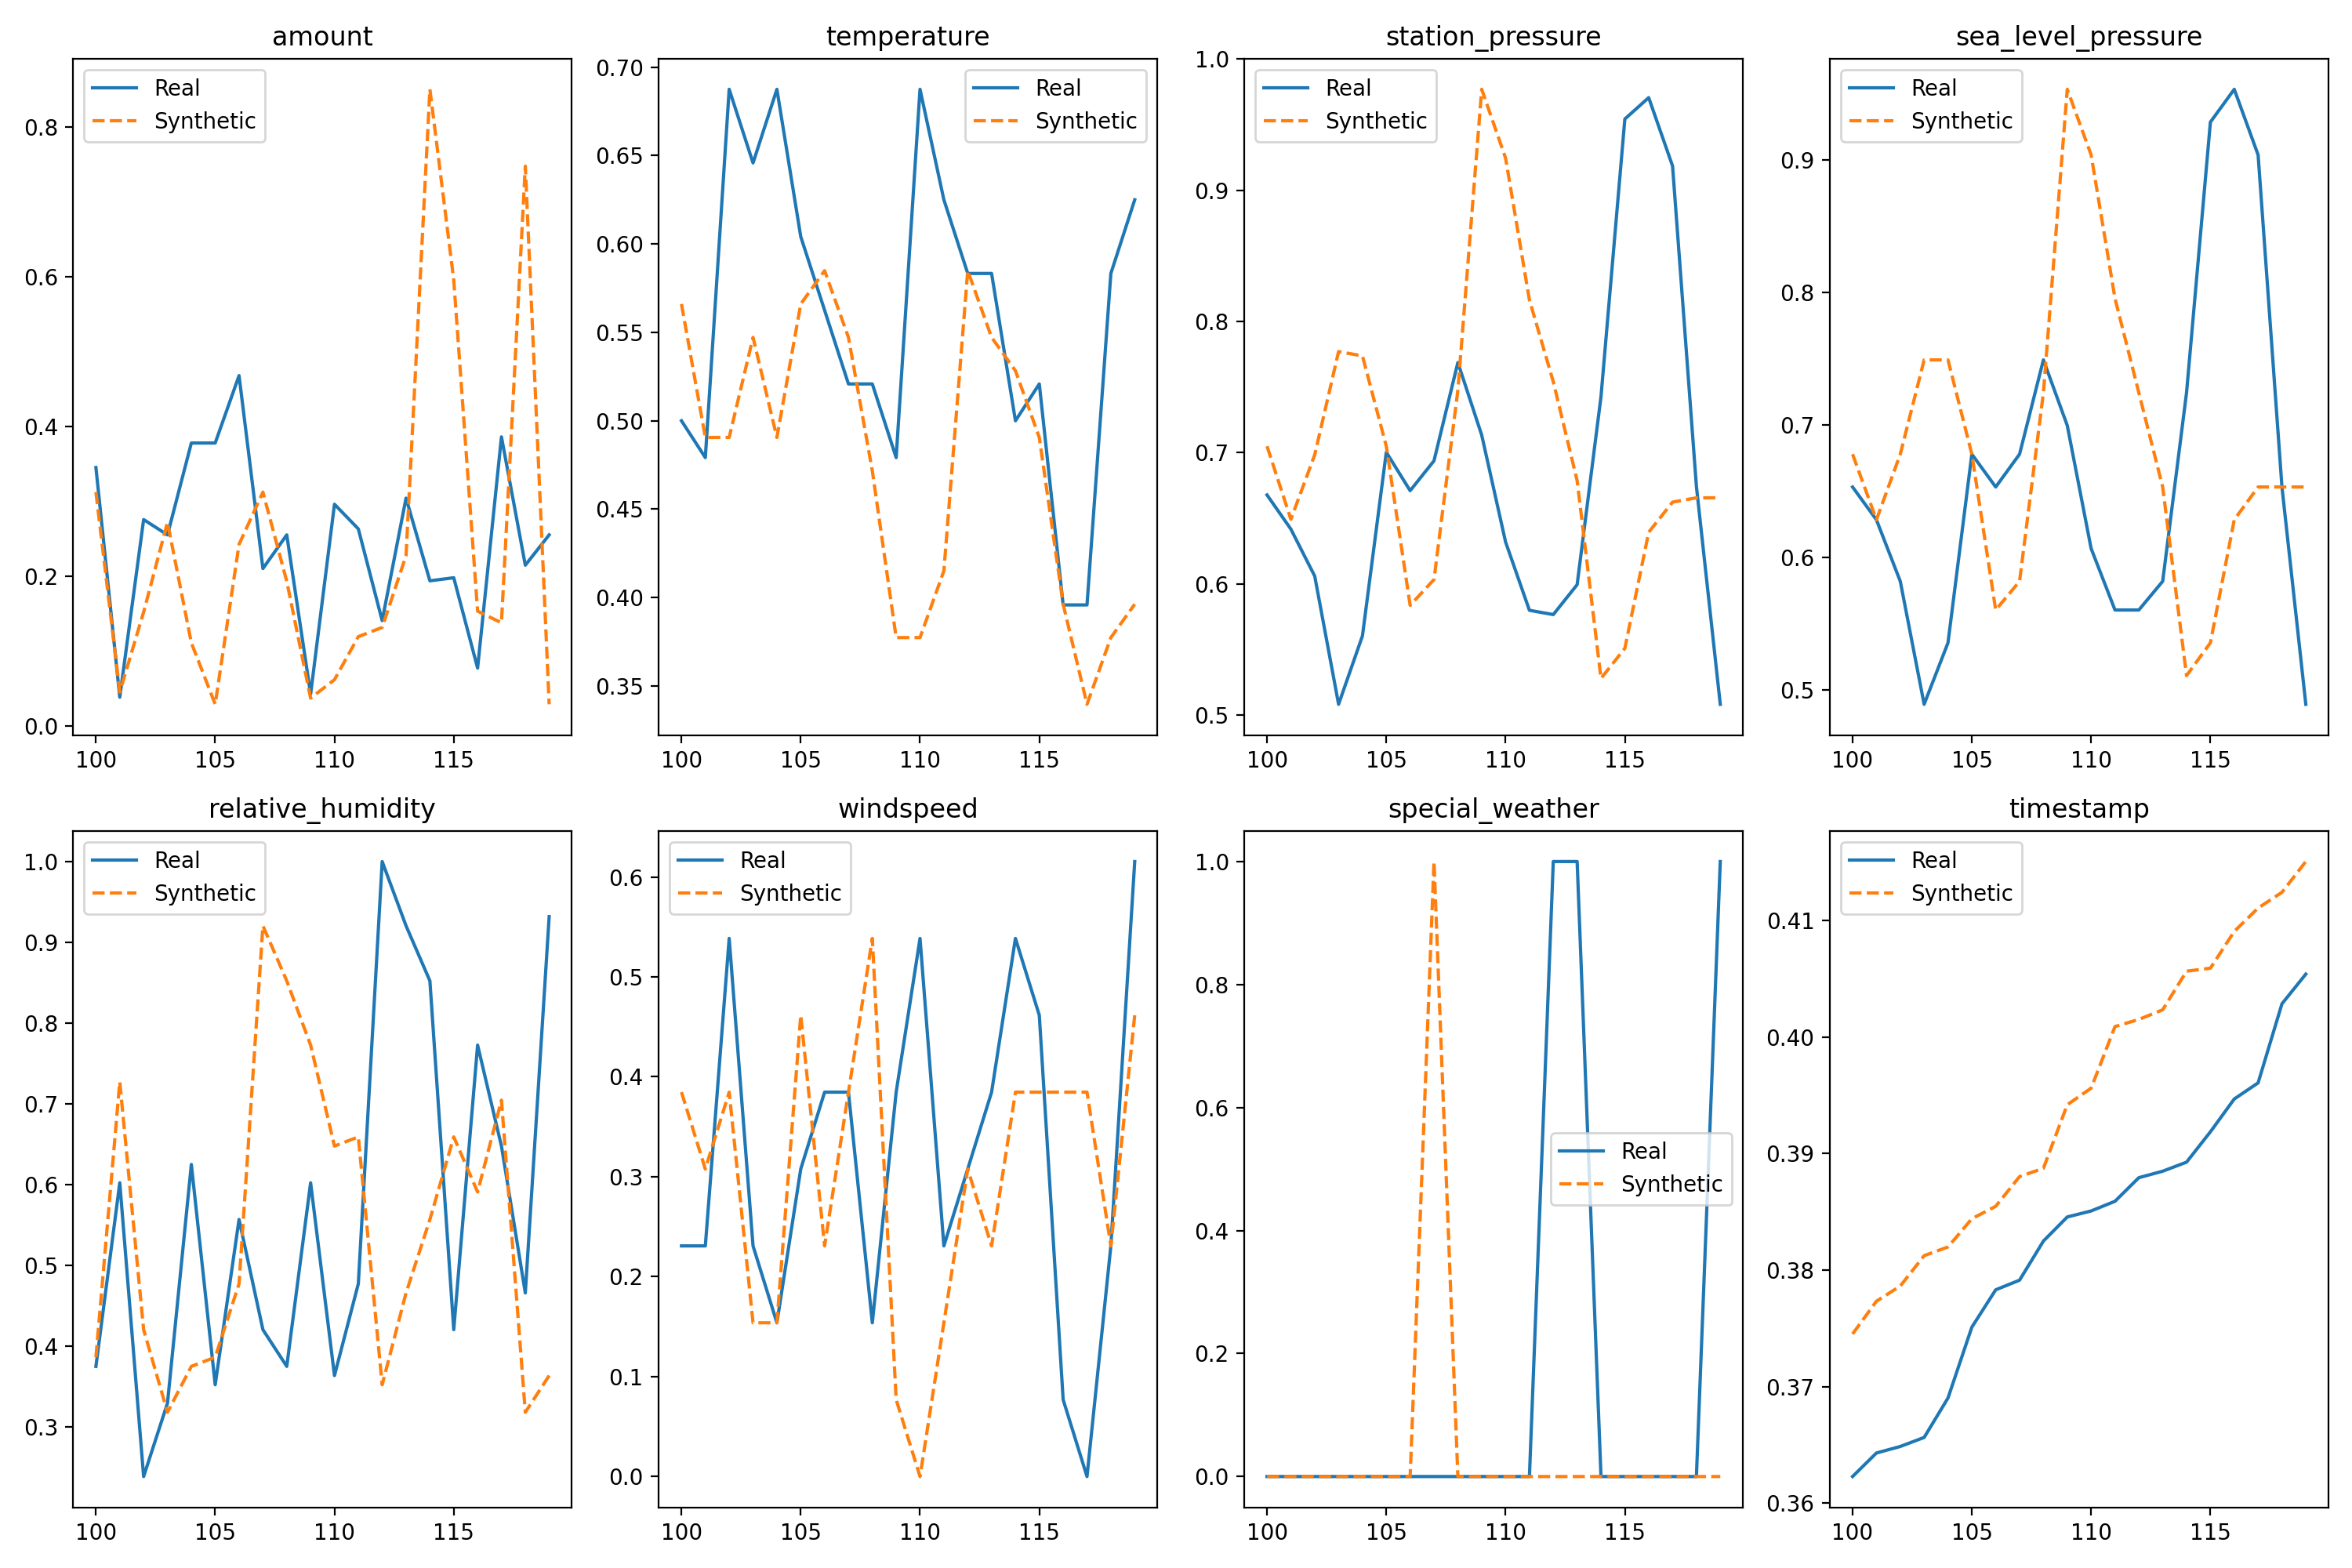 amount
Real
Synthetic
0.8
0.6
0.4
0.2
0.0
100 105 110 115
temperature
Real
Synthetic
0.70
0.65
0.60
0.55
0.50
0.45
0.40
0.35
100 105 110 115
station_pressure
Real
Synthetic
1.0
0.9
0.8
0.7
0.6
0.5
100 105 110 115
sea_level_pressure
Real
Synthetic
0.9
0.8
0.7
0.6
0.5
100 105 110 115
relative_humidity
Real
Synthetic
1.0
0.9
0.8
0.7
0.6
0.5
0.4
0.3
100 105 110 115
windspeed
Real
Synthetic
0.6
0.5
0.4
0.3
0.2
0.1
0.0
100 105 110 115
special_weather
1.0
0.8
0.6
Real
Synthetic
0.4
0.2
0.0
100 105 110 115
timestamp
Real
Synthetic
0.41
0.40
0.39
0.38
0.37
0.36
100 105 110 115